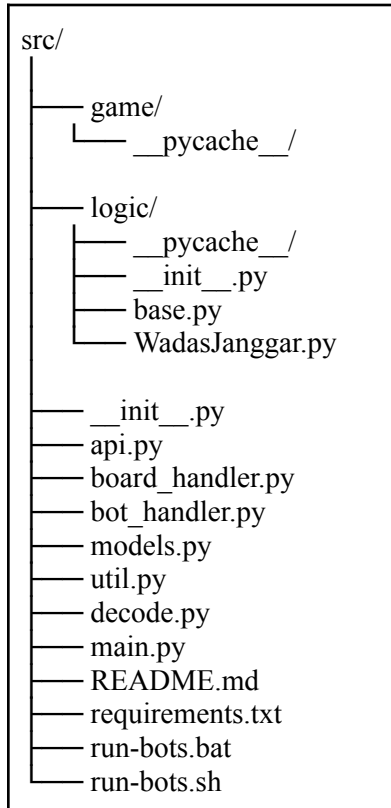 src/
game/
__pycache__/
logic/
__pycache__/
__init__.py
base.py
WadasJanggar.py
__init__.py
api.py
board_handler.py
bot_handler.py
models.py
util.py
decode.py
main.py
README.md
requirements.txt
run-bots.bat
run-bots.sh